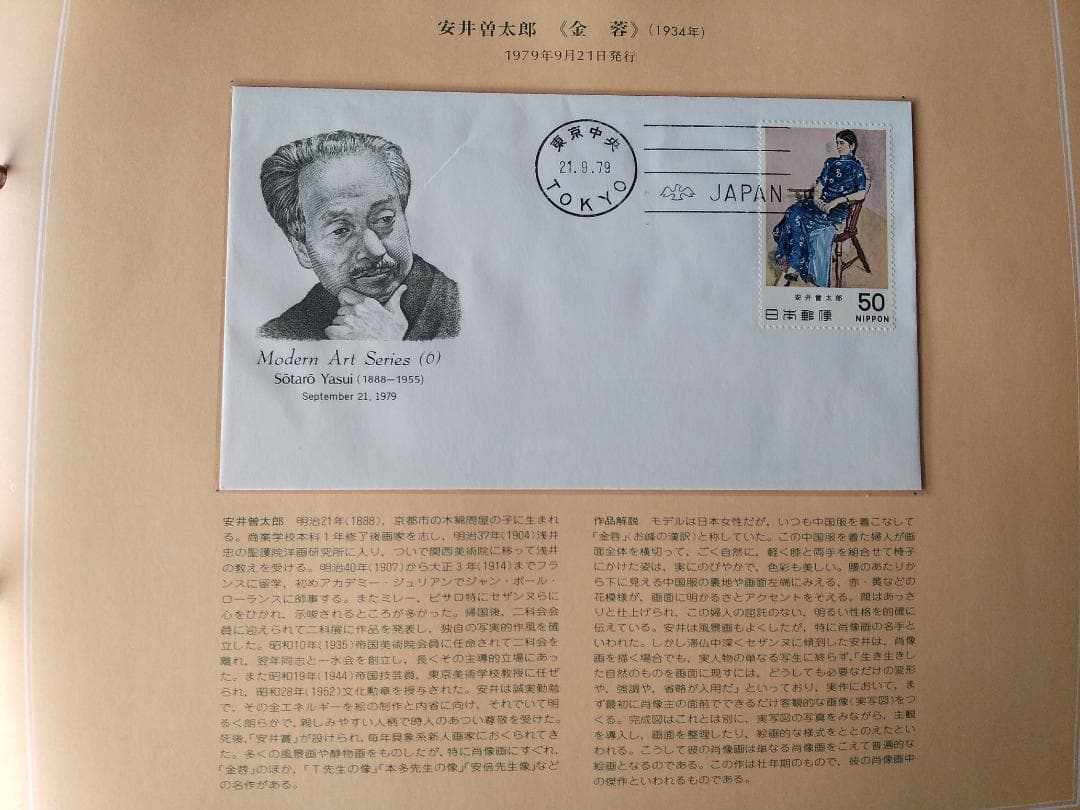 安井曽太郎 《金 蓉》(1934年)
1979年9月21日発行
東京中央
21.9.79
TOKYO
JAPAN
安井曽太郎
日本郵便
50
NIPPON
Modern Art Series (0)
Sōtarō Yasui (1888–1955)
September 21, 1979
安井曽太郎 明治21年(1888)，京都市の木綿問屋の子に生まれ
る。商業学校本科1年修了後画家を志し，明治37年(1904)浅井
忠の聖護院洋画研究所に入り，ついで関西美術院に移って浅井
の教えを受ける。明治40年(1907)から大正3年(1914)までフラ
ンスに留学，初めアカデミー・ジュリアンでジャン・ポール・
ローランスに師事する。またミレー，ピサロ特にセザンヌらに
心をひかれ，示唆されるところが多かった。帰国後，二科会会
員に迎えられて二科展に作品を発表し，独自の写実的作風を確
立した。昭和10年(1935)帝国美術院会員に任命されて二科会を
離れ，翌年同志と一水会を創立し，長くその主導的立場にあっ
た。また昭和19年(1944)帝国技芸員，東京美術学校教授に任ぜ
られ，昭和28年(1952)文化勲章を授与された。安井は誠実勤勉
で，その全エネルギーを絵の制作と内省に向け，それでいて明
るく朗らかで，親しみやすい人柄で時人のあつい尊敬を受けた。
死後，「安井賞」が設けられ，毎年具象系新人画家におくられてき
た。多くの風景画や静物画をものしたが，特に肖像画にすぐれ，
「金蓉」のほか，「T先生の像」「本多先生の像」「安倍先生像」など
の名作がある。
作品解説 モデルは日本女性だが，いつも中国服を着こなして
「金蓉」(お峰の漢訳)と称していた。この中国服を着た婦人が画
面全体を横切って，ごく自然に，軽く膝と両手を組合せて椅子
にかけた姿は，実にのびやかで，色彩も美しい。腰のあたりか
ら下に見える中国服の裏地や画面左端にみえる，赤・黄などの
花模様が，画面に明かるさとアクセントをそえる。顔はあっさ
りと仕上げられ，この婦人の屈託のない，明るい性格を的確に
伝えている。安井は風景画もよくしたが，特に肖像画の名手と
いわれた。しかし滞仏中深くセザンヌに傾到した安井は，肖像
画を描く場合でも，実人物の単なる写生に終らず，「生き生きし
た自然のものを画面に現すには，どうしても必要なだけの変形
や，強調や，省略が入用だ」といっており，実作において，ま
ず最初に肖像主の面前でできるだけ客観的な画像(実写図)をつ
くる。完成図はこれとは別に，実写図の写真をみながら，主観
を導入し，画面を整理したり，絵画的な様式をととのえたとい
われる。こうして彼の肖像画は単なる肖像画をこえて普遍的な
絵画となるのである。この作は壮年期のもので，彼の肖像画中
の傑作といわれるものである。